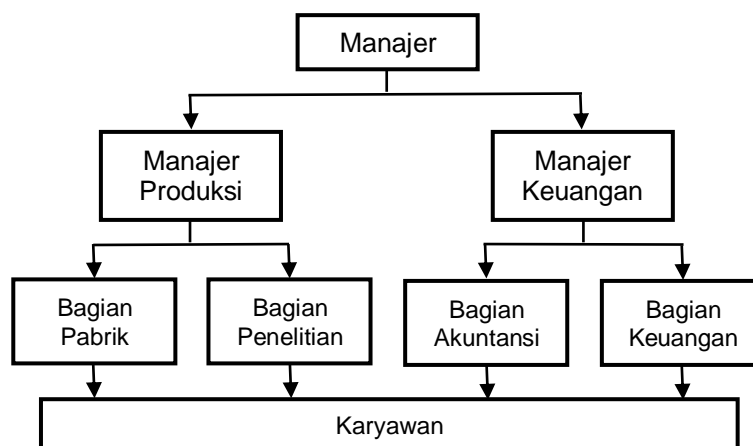 Manajer
Manajer
Produksi
Manajer
Keuangan
Bagian
Pabrik
Bagian
Penelitian
Bagian
Akuntansi
Bagian
Keuangan
Karyawan